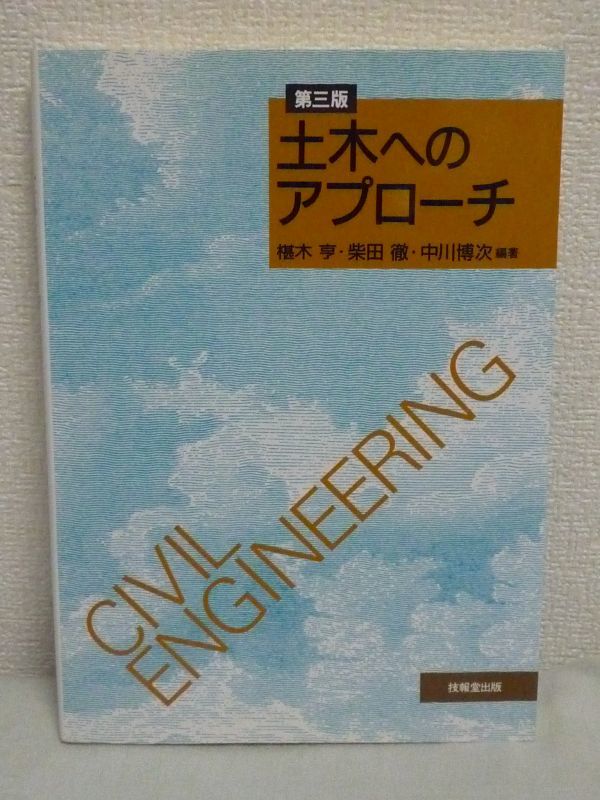 第三版
土木への
アプローチ
椹木 亨・柴田 徹・中川博次 編著
CIVIL
ENGINEERING
技報堂出版